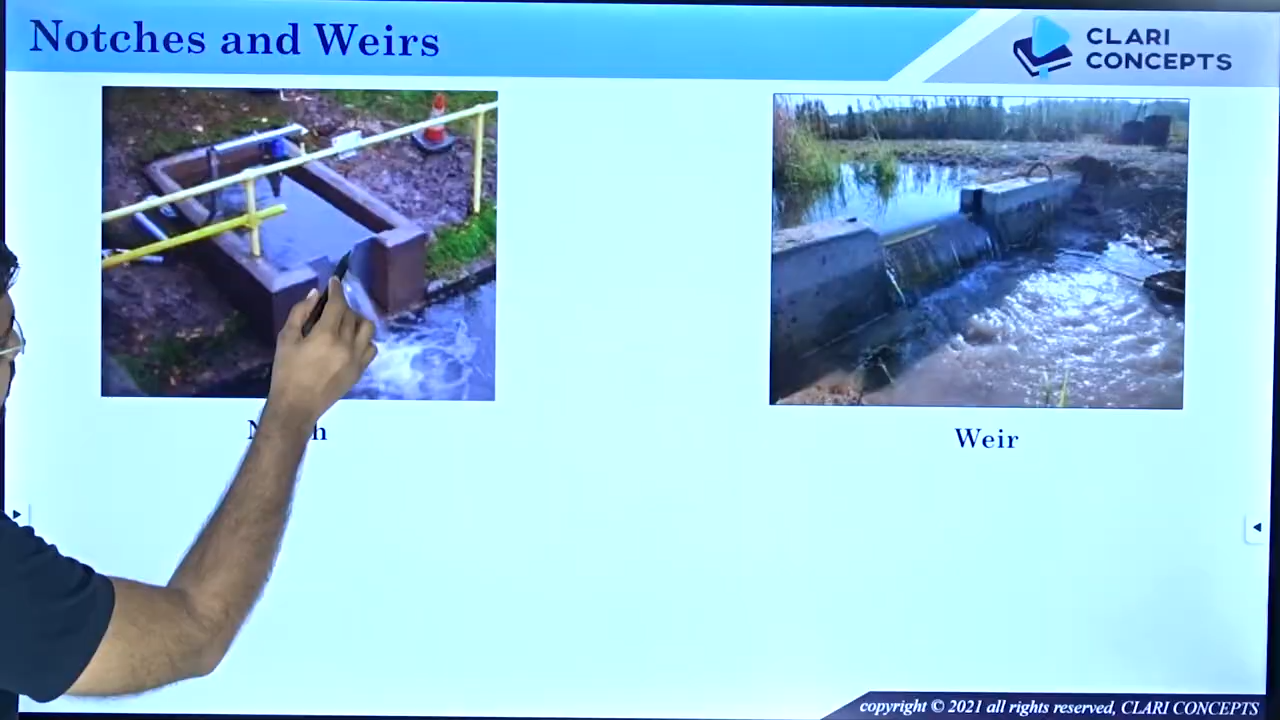 Notches and Weirs
CLARI
CONCEPTS
Weir
copyright © 2021 all rights reserved, CLARI CONCEPTS